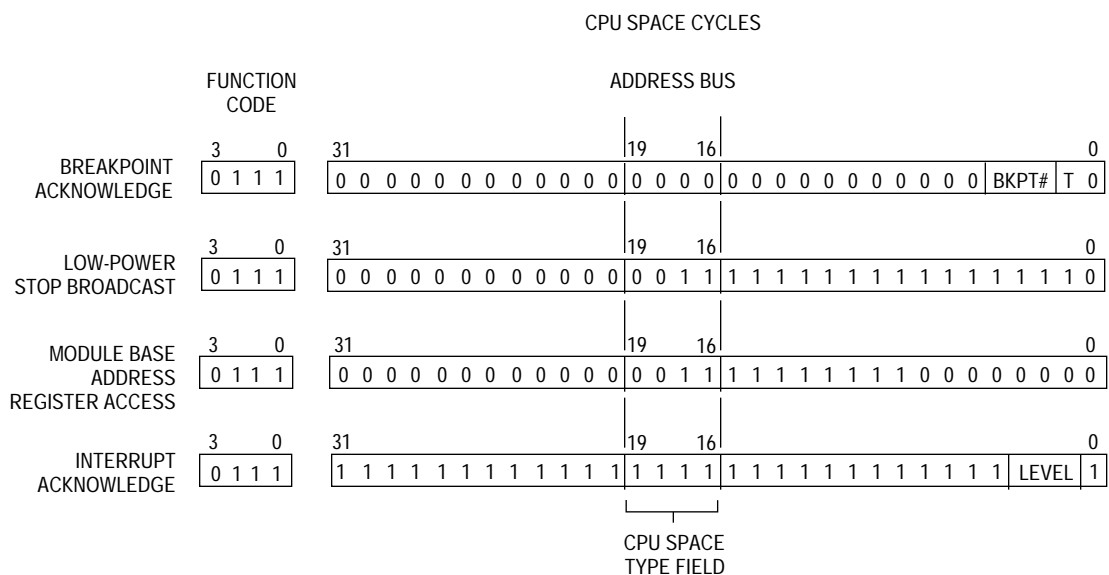 CPU SPACE CYCLES
FUNCTION
CODE
ADDRESS BUS
BREAKPOINT
ACKNOWLEDGE
3 0 31 19 16 0
0 1 1 1 0 0 0 0 0 0 0 0 0 0 0 0 0 0 0 0 0 0 0 0 0 0 0 0 0 0 0 BKPT# T 0
LOW-POWER
STOP BROADCAST
3 0 31 19 16 0
0 1 1 1 0 0 0 0 0 0 0 0 0 0 0 0 0 0 1 1 1 1 1 1 1 1 1 1 1 1 1 1 1 1 1 0
MODULE BASE
ADDRESS
REGISTER ACCESS
3 0 31 19 16 0
0 1 1 1 0 0 0 0 0 0 0 0 0 0 0 0 0 0 1 1 1 1 1 1 1 1 1 1 0 0 0 0 0 0 0 0
INTERRUPT
ACKNOWLEDGE
3 0 31 19 16 0
0 1 1 1 1 1 1 1 1 1 1 1 1 1 1 1 1 1 1 1 1 1 1 1 1 1 1 1 1 1 1 1 LEVEL 1
CPU SPACE
TYPE FIELD